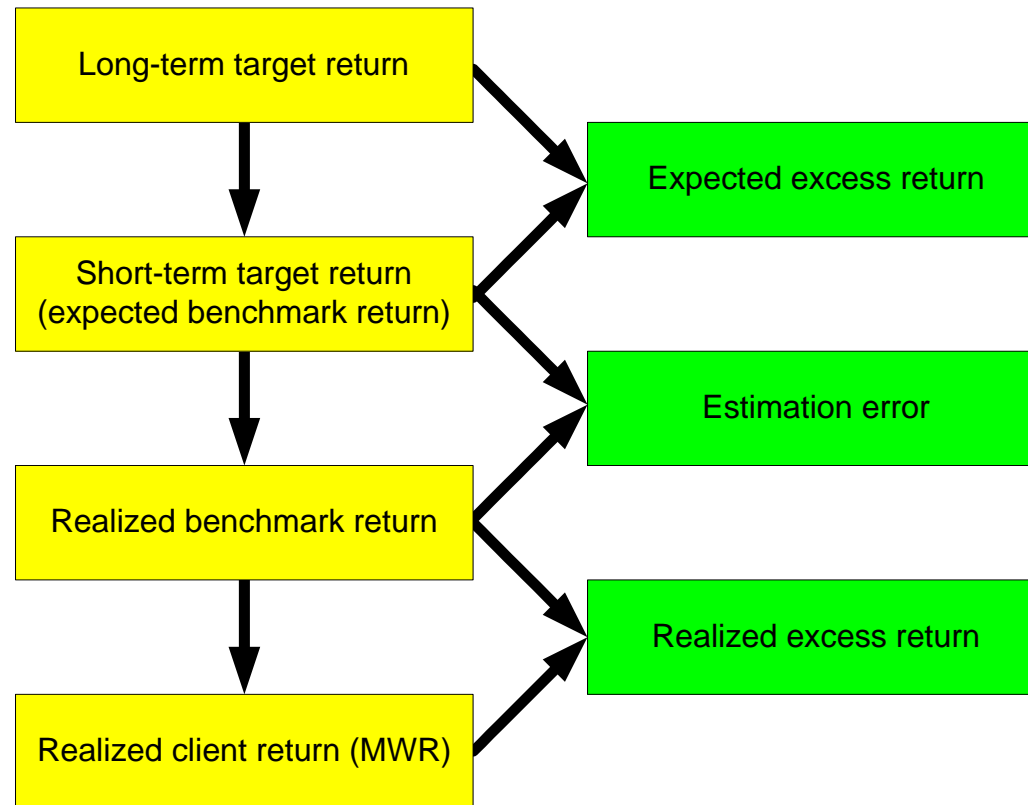 Long-term target return
Expected excess return
Short-term target return
(expected benchmark return)
Estimation error
Realized benchmark return
Realized excess return
Realized client return (MWR)